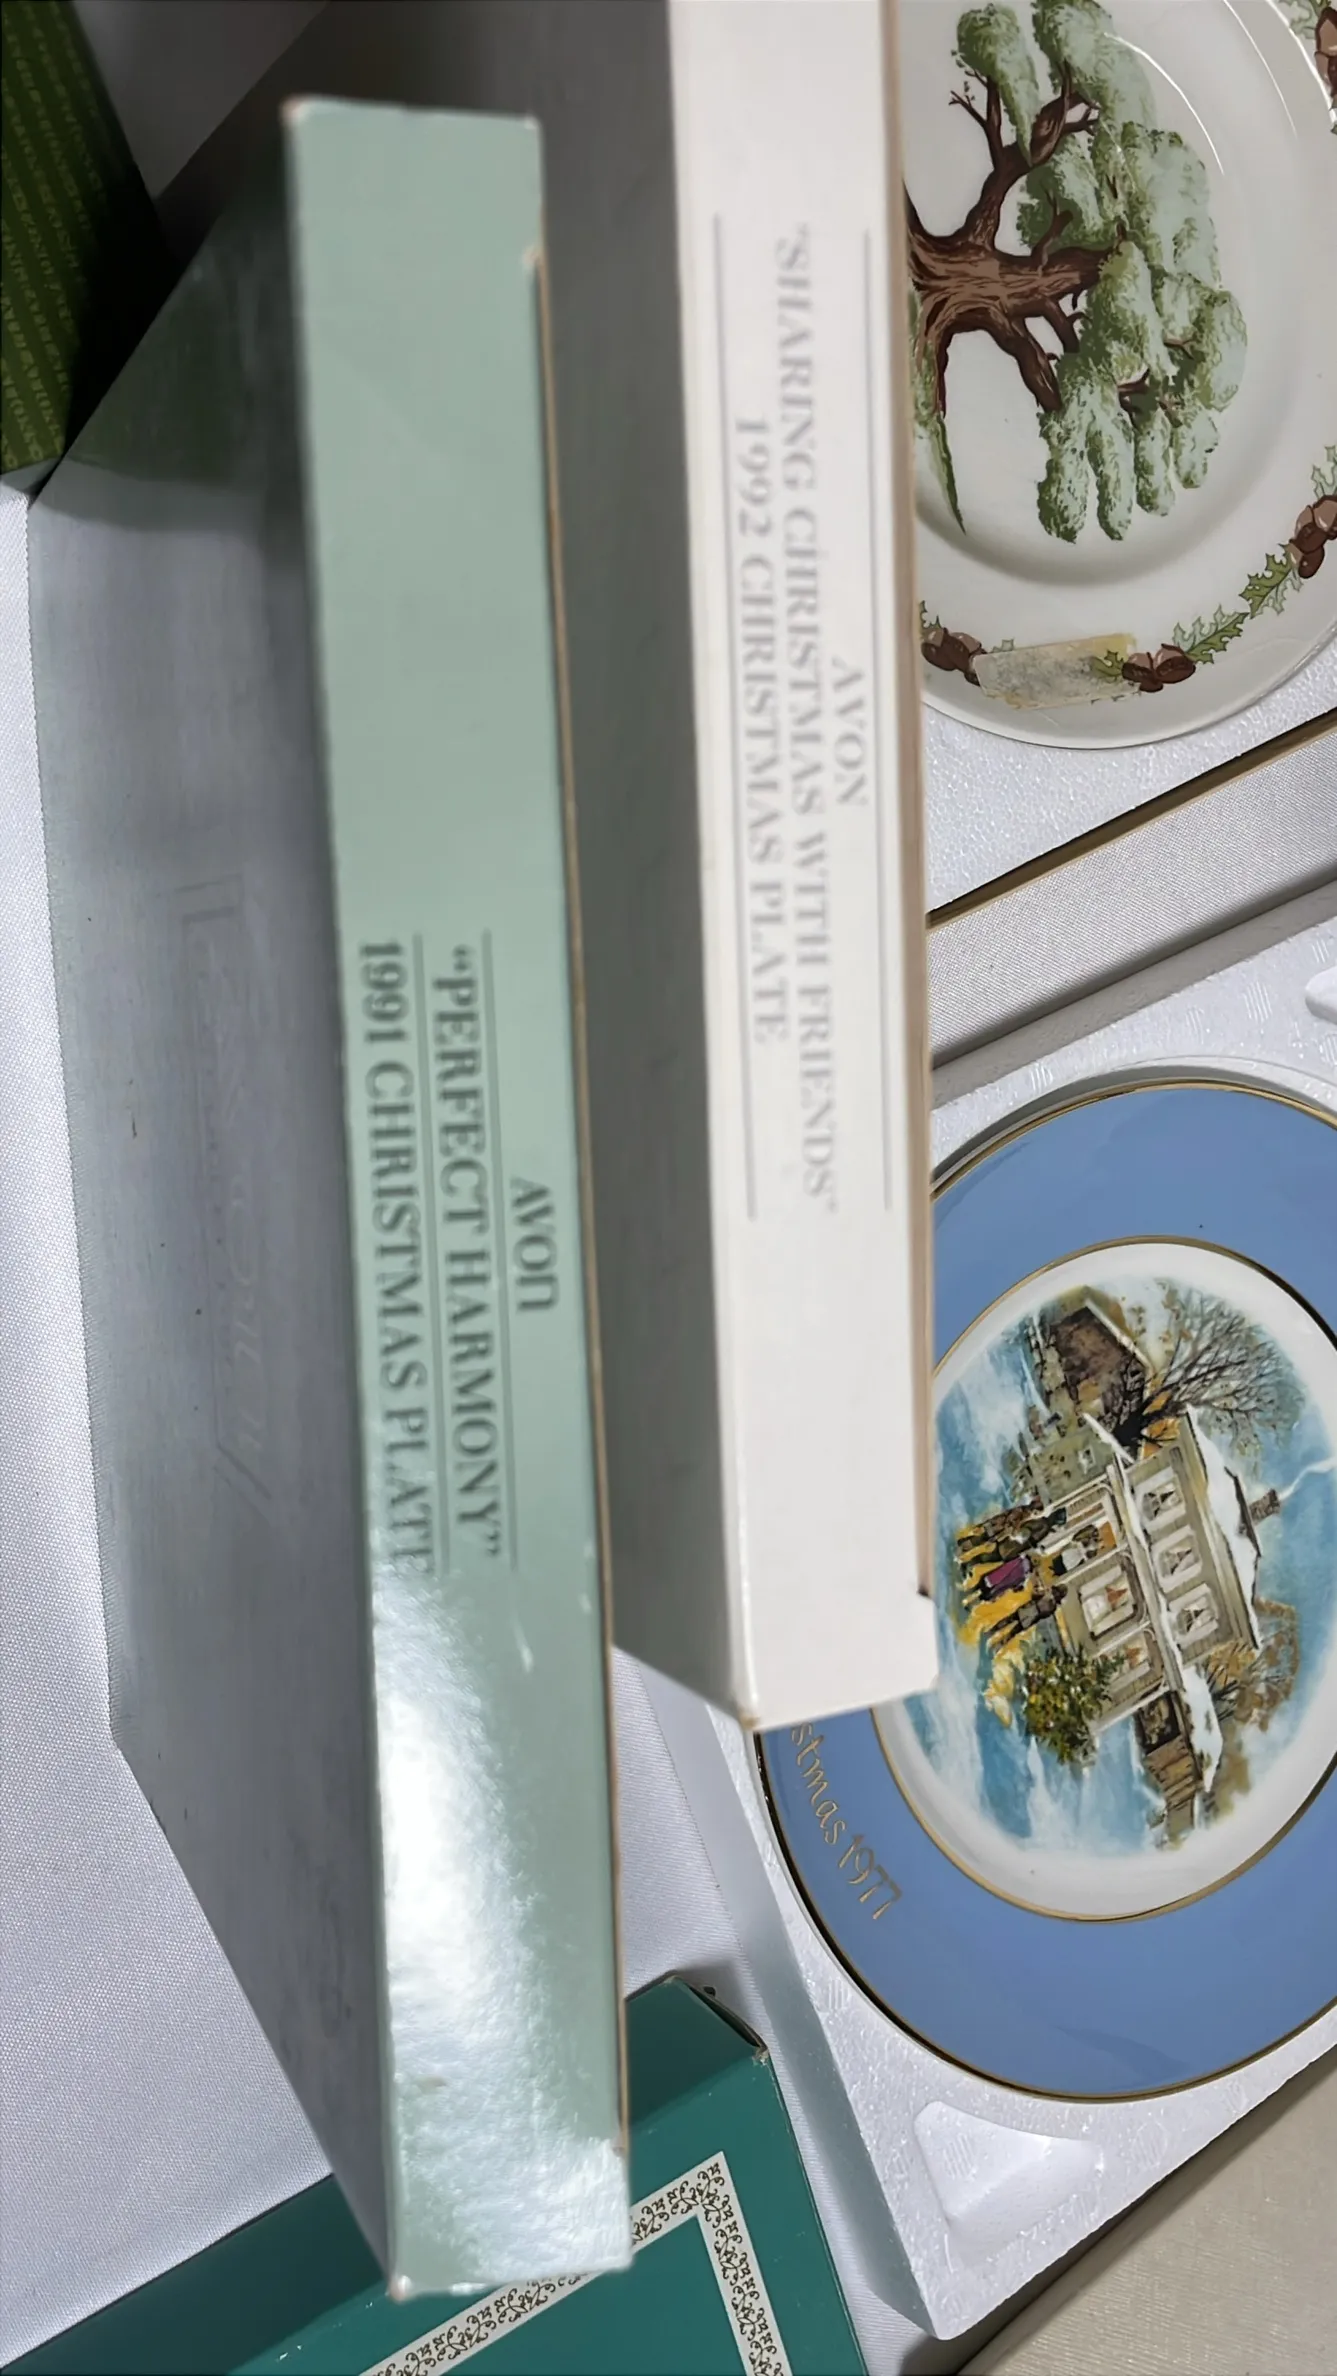 AVON
"SHARING CHRISTMAS WITH FRIENDS"
1992 CHRISTMAS PLATE
AVON
“PERFECT HARMONY”
1991 CHRISTMAS PLATE
stmas 1977